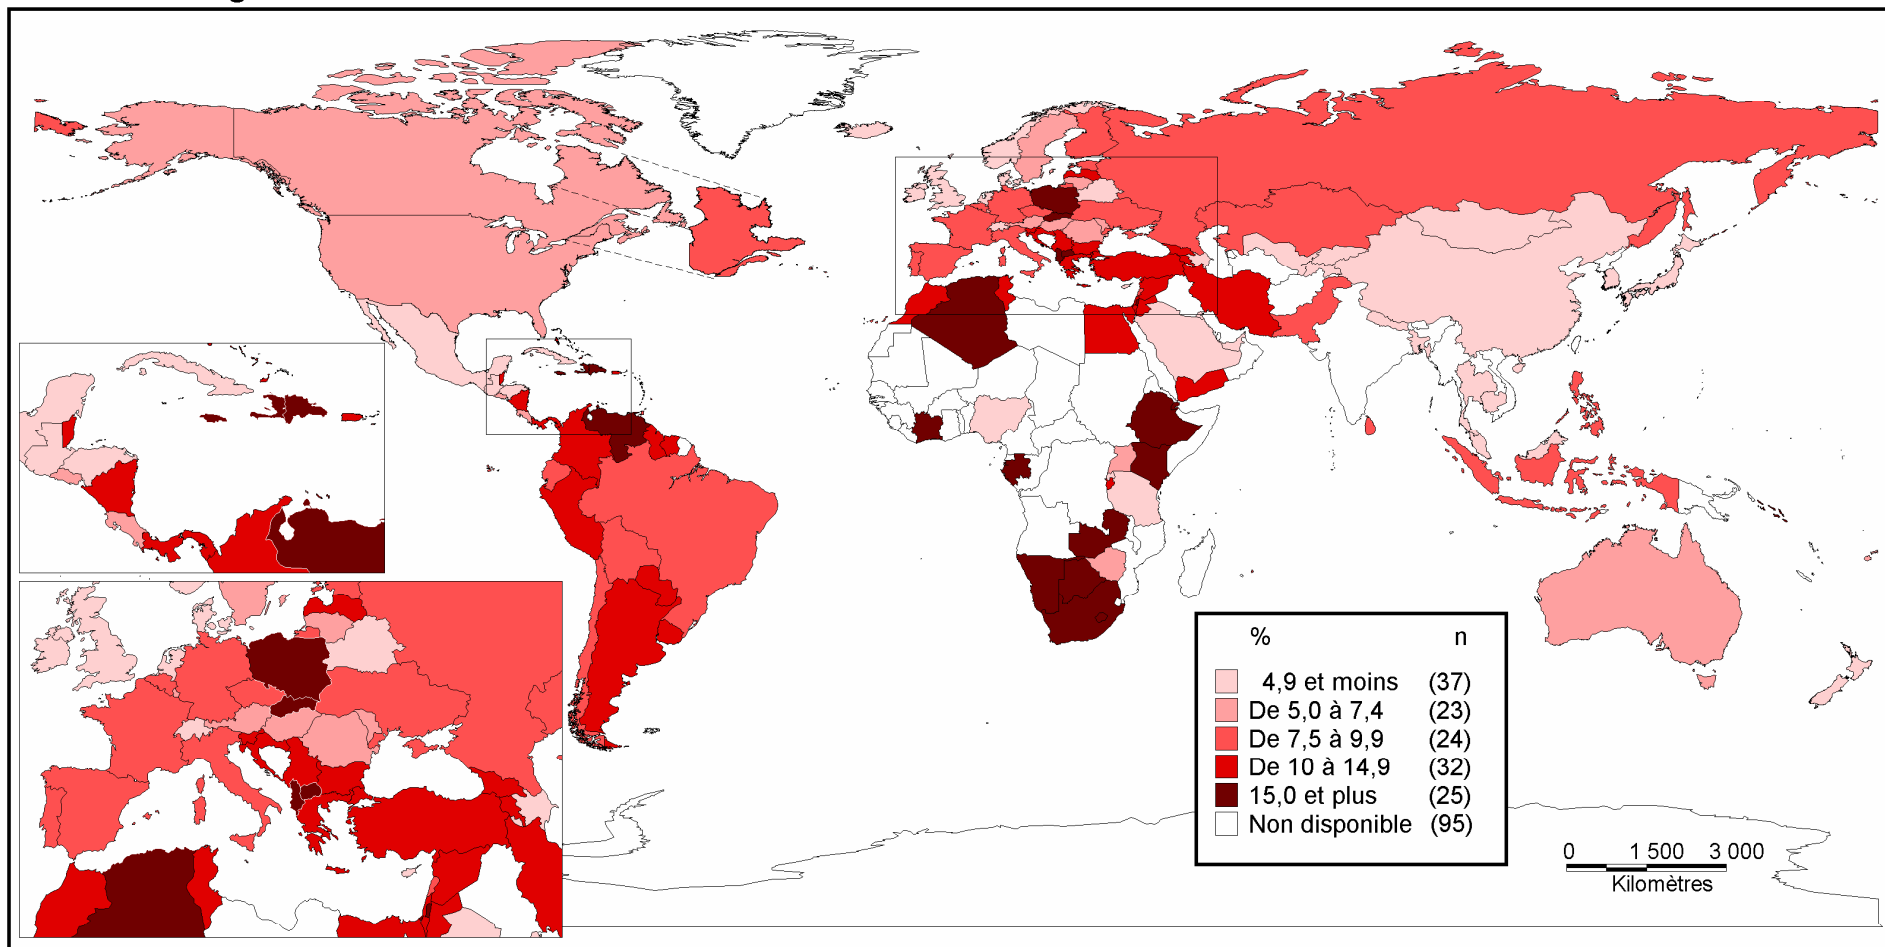 % n
4,9 et moins (37)
De 5,0 à 7,4 (23)
De 7,5 à 9,9 (24)
De 10 à 14,9 (32)
15,0 et plus (25)
Non disponible (95)
0 1 500 3 000
Kilomètres